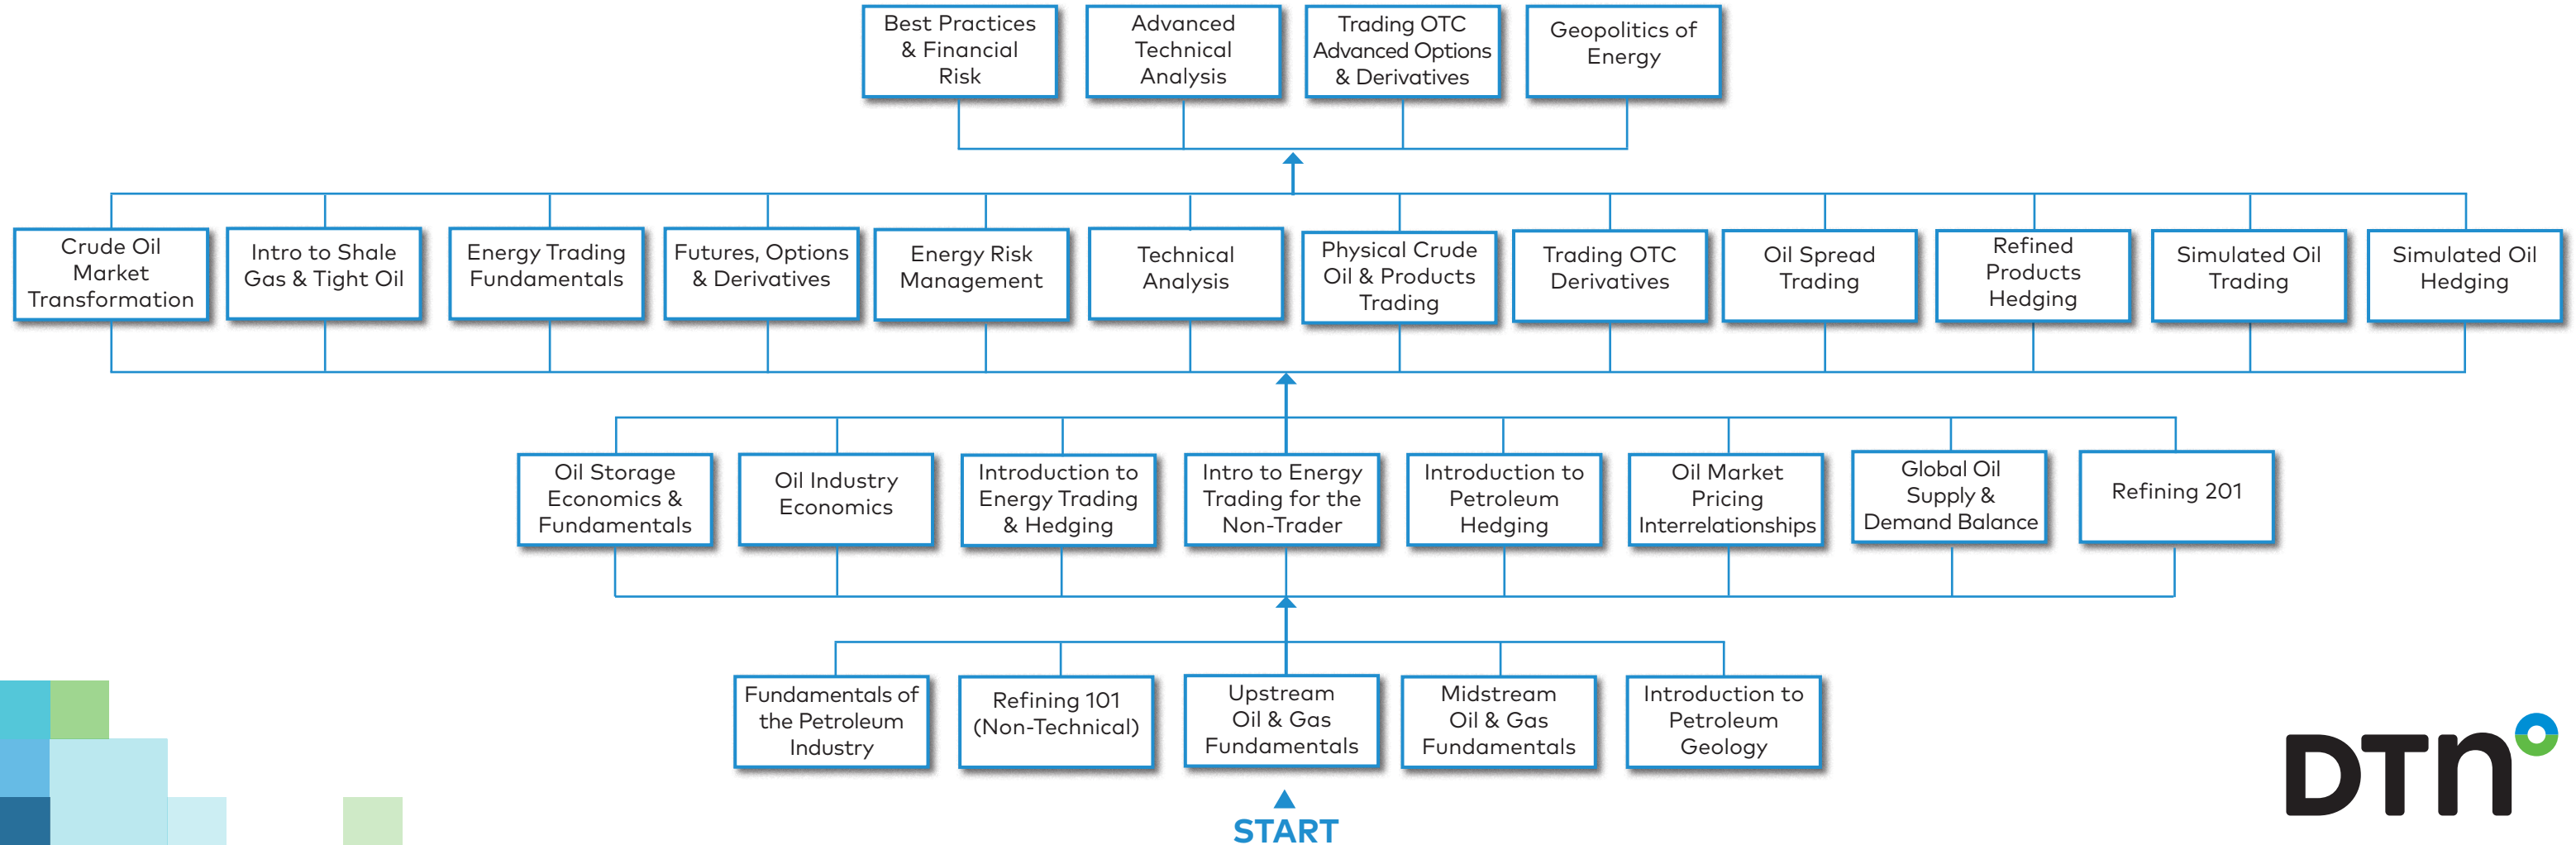 Best Practices
& Financial
Risk
Advanced
Technical
Analysis
Trading OTC
Advanced Options
& Derivatives
Geopolitics of
Energy
Crude Oil
Market
Transformation
Intro to Shale
Gas & Tight Oil
Energy Trading
Fundamentals
Futures, Options
& Derivatives
Energy Risk
Management
Technical
Analysis
Physical Crude
Oil & Products
Trading
Trading OTC
Derivatives
Oil Spread
Trading
Refined
Products
Hedging
Simulated Oil
Trading
Simulated Oil
Hedging
Oil Storage
Economics &
Fundamentals
Oil Industry
Economics
Introduction to
Energy Trading
& Hedging
Intro to Energy
Trading for the
Non-Trader
Introduction to
Petroleum
Hedging
Oil Market
Pricing
Interrelationships
Global Oil
Supply &
Demand Balance
Refining 201
Fundamentals of
the Petroleum
Industry
Refining 101
(Non-Technical)
Upstream
Oil & Gas
Fundamentals
Midstream
Oil & Gas
Fundamentals
Introduction to
Petroleum
Geology
START
DTn